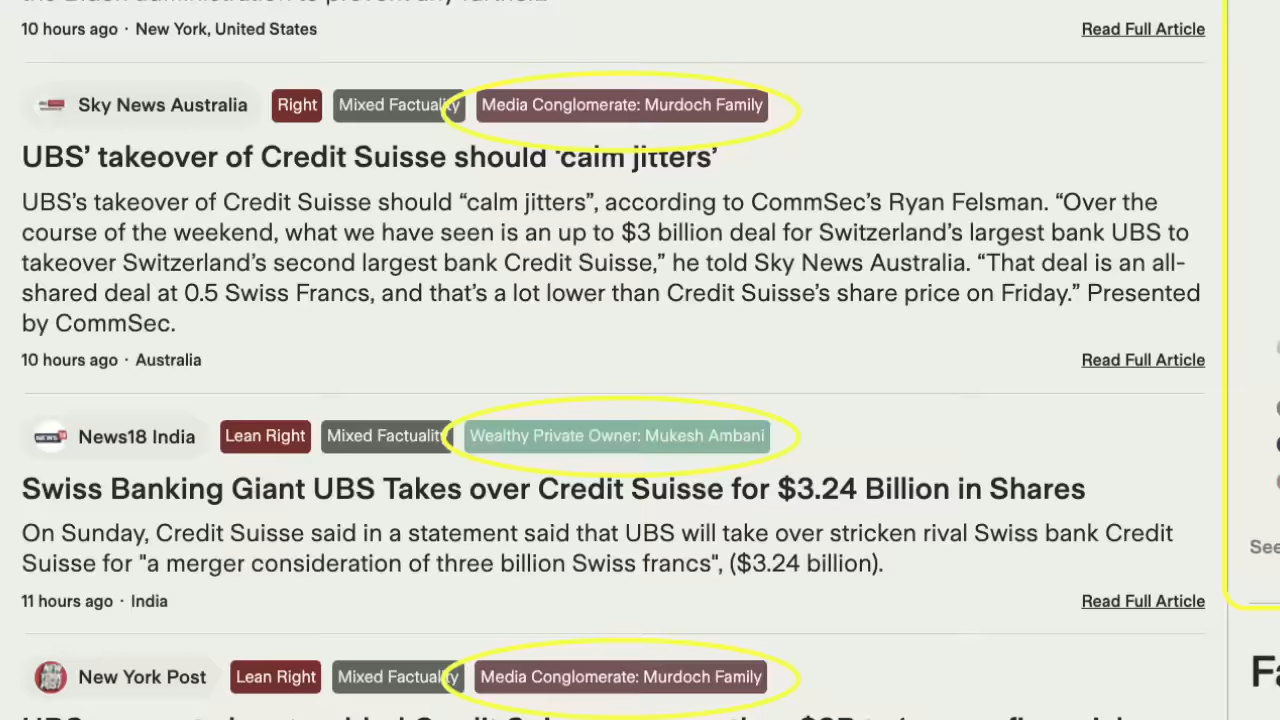 10 hours ago · New York, United States
Read Full Article
Sky News Australia Right Mixed Factuality Media Conglomerate: Murdoch Family
UBS’ takeover of Credit Suisse should ‘calm jitters’
UBS’s takeover of Credit Suisse should “calm jitters”, according to CommSec’s Ryan Felsman. “Over the
course of the weekend, what we have seen is an up to $3 billion deal for Switzerland’s largest bank UBS to
takeover Switzerland’s second largest bank Credit Suisse,” he told Sky News Australia. “That deal is an all-
shared deal at 0.5 Swiss Francs, and that’s a lot lower than Credit Suisse’s share price on Friday.” Presented
by CommSec.
10 hours ago · Australia
Read Full Article
News18 India Lean Right Mixed Factuality Wealthy Private Owner: Mukesh Ambani
Swiss Banking Giant UBS Takes over Credit Suisse for $3.24 Billion in Shares
On Sunday, Credit Suisse said in a statement said that UBS will take over stricken rival Swiss bank Credit
Suisse for "a merger consideration of three billion Swiss francs", ($3.24 billion).
11 hours ago · India
Read Full Article
New York Post Lean Right Mixed Factuality Media Conglomerate: Murdoch Family